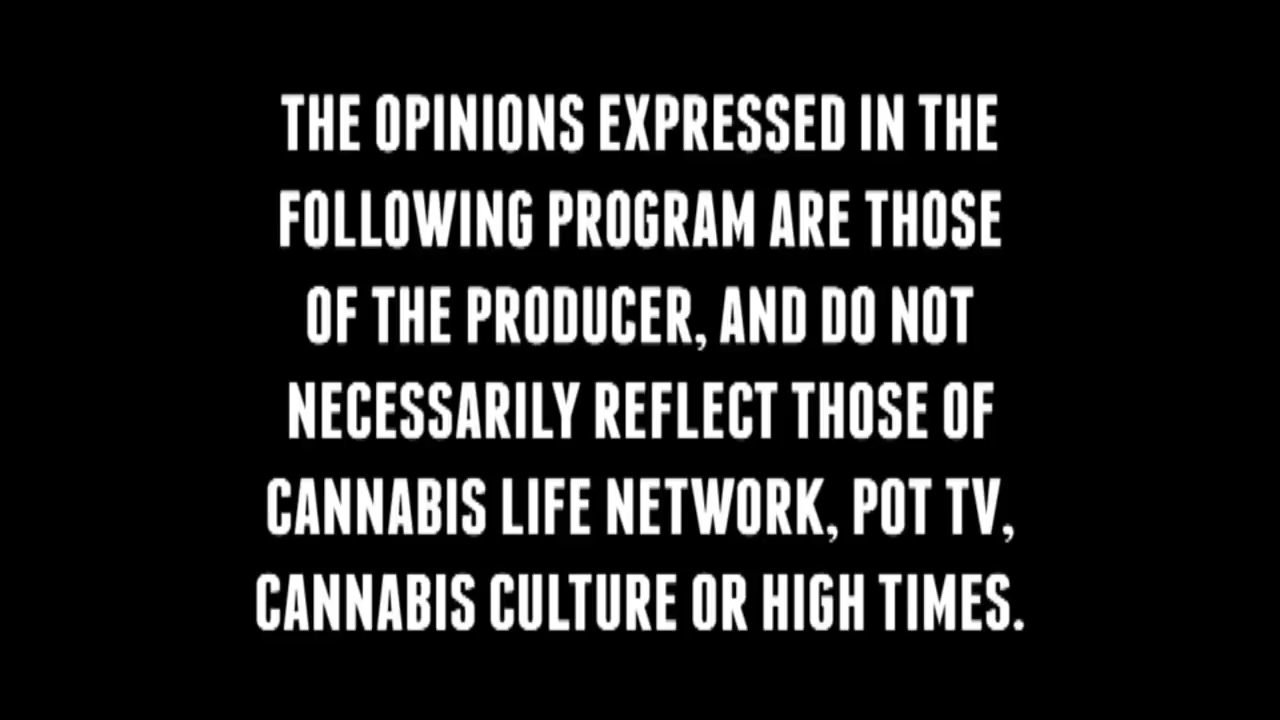 THE OPINIONS EXPRESSED IN THE
FOLLOWING PROGRAM ARE THOSE
OF THE PRODUCER, AND DO NOT
NECESSARILY REFLECT THOSE OF
CANNABIS LIFE NETWORK, POT TV,
CANNABIS CULTURE OR HIGH TIMES.